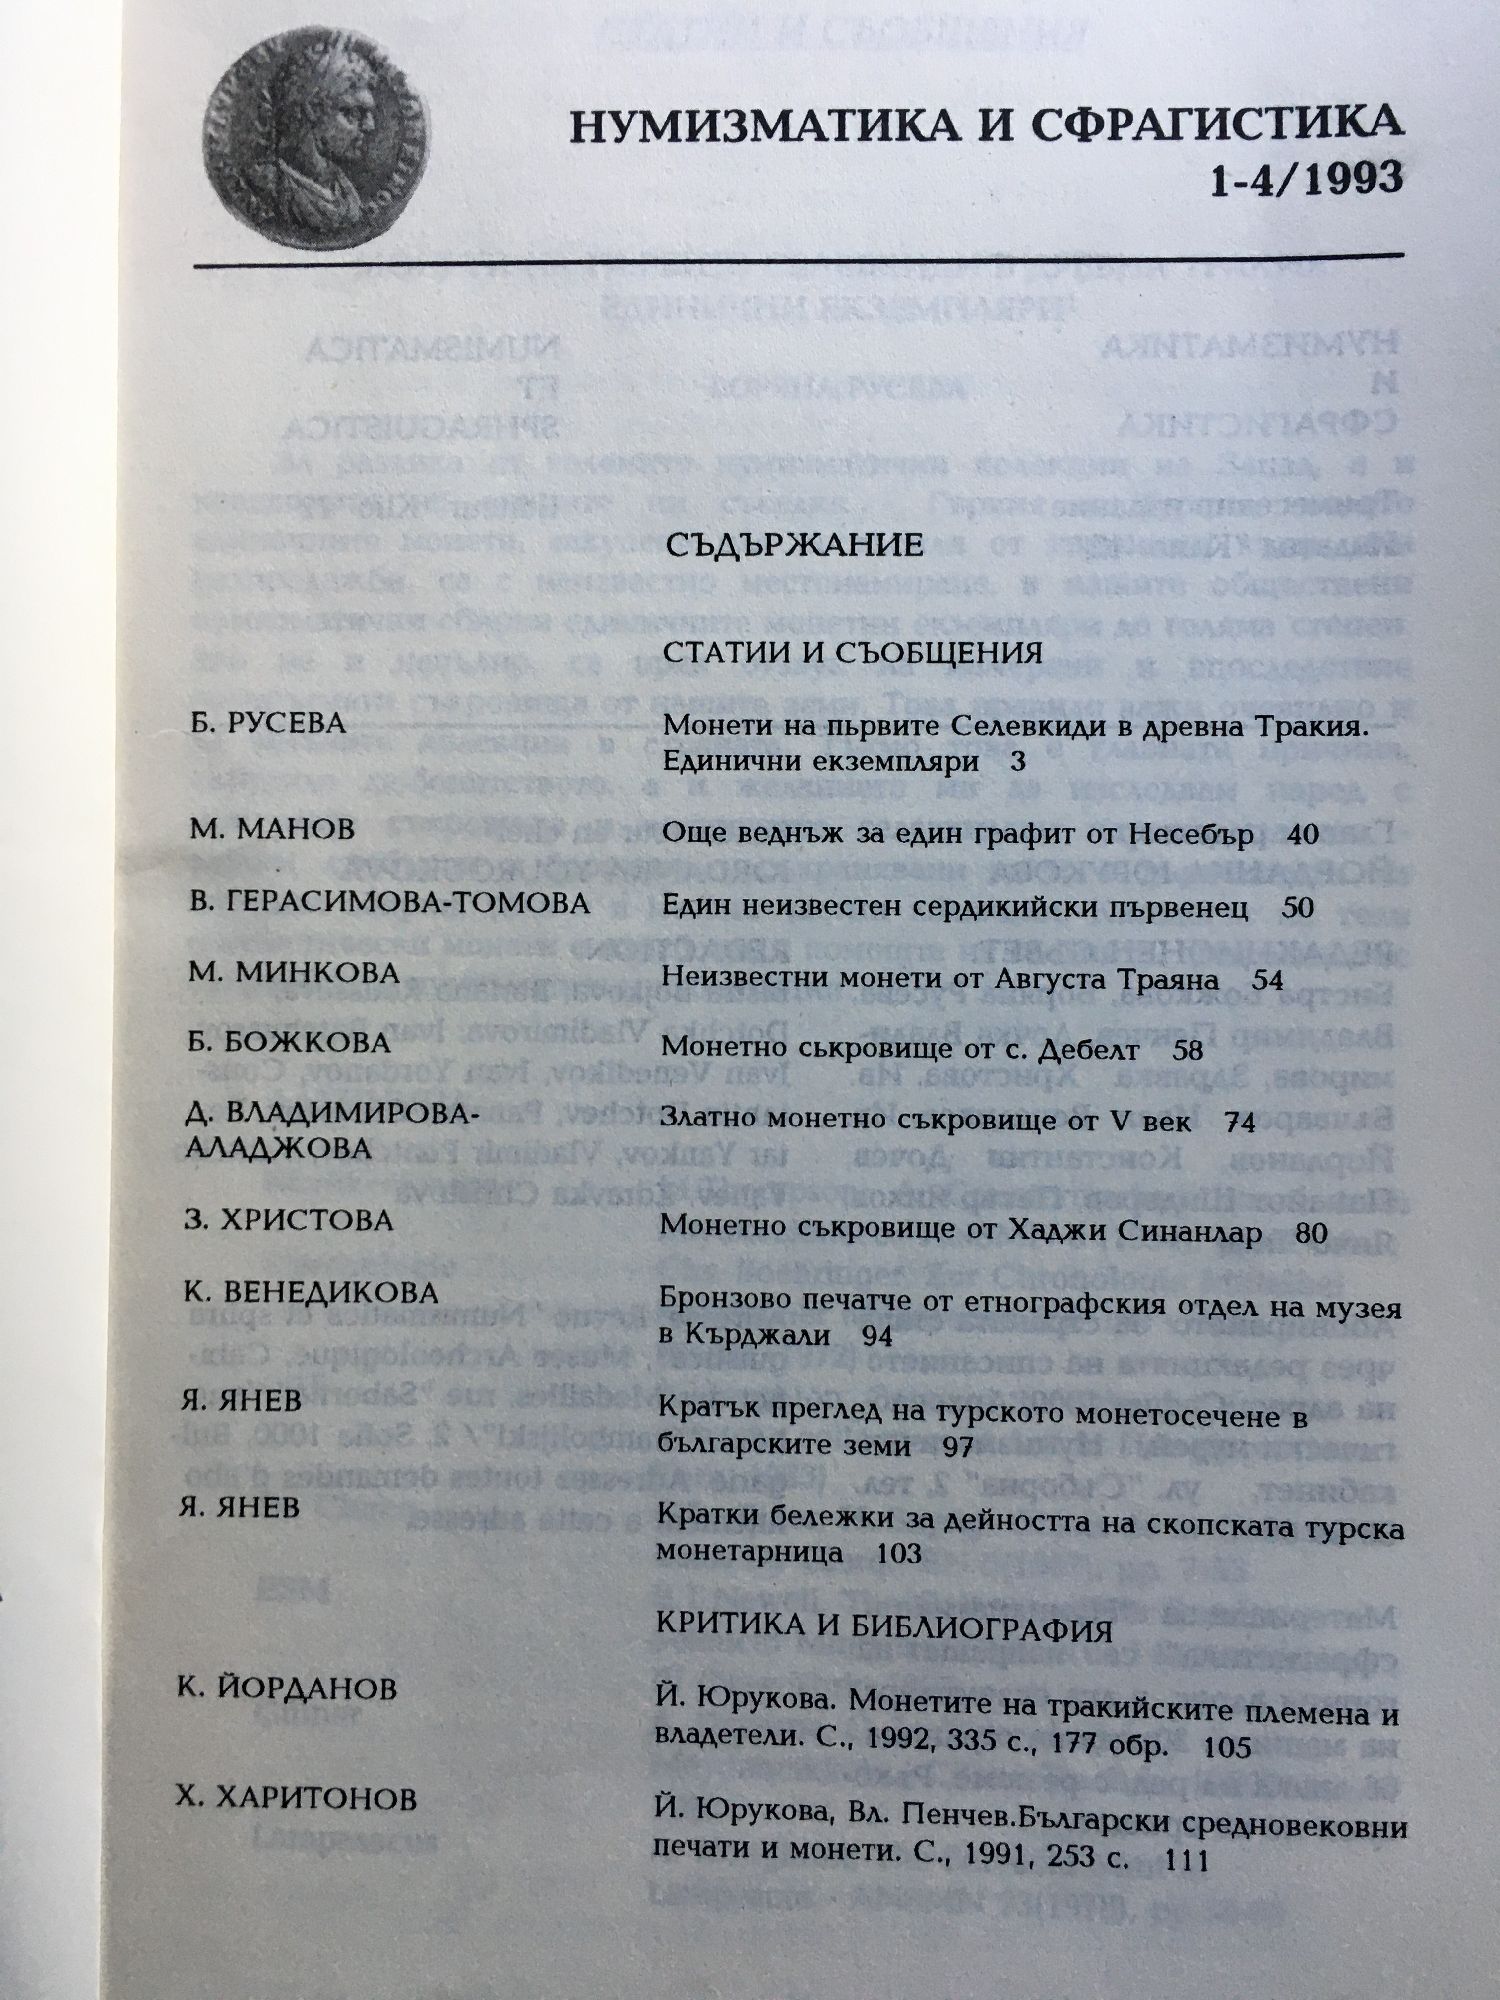 НУМИЗМАТИКА И СФРАГИСТИКА
1-4/1993
СЪДЪРЖАНИЕ
СТАТИИ И СЪОБЩЕНИЯ
Б. РУСЕВА Монети на пьрвите Селевкиди в древна Тракия.
Единични екземпляри 3
М. МАНОВ Още веднъж за един графит от Несебър 40
В. ГЕРАСИМОВА-ТОМОВА Един неизвестен сердикийски първенец 50
М. МИНКОВА Неизвестни монети от Августа Траяна 54
Б. БОЖКОВА Монетно ськровище от с. Дебелт 58
Д. ВЛАДИМИРОВА- Златно монетно съкровище от V век 74
АЛАДЖОВА
З. ХРИСТОВА Монетно съкровище от Хаджи Синанлар 80
К. ВЕНЕДИКОВА Бронзово печатче от етнографския отдел на музея
в Кърджали 94
Я. ЯНЕВ Кратък преглед на турското монетосечене в
българските земи 97
Я. ЯНЕВ Кратки бележки за дейността на скопската турска
монетарница 103
КРИТИКА И БИБЛИОГРАФИЯ
К. ЙОРДАНОВ Й. Юрукова. Монетите на тракийските племена и
владетели. С., 1992, 335 с., 177 обр. 105
Х. ХАРИТОНОВ Й. Юрукова, Вл. Пенчев.Български средновековни
печати и монети. С., 1991, 253 с. 111